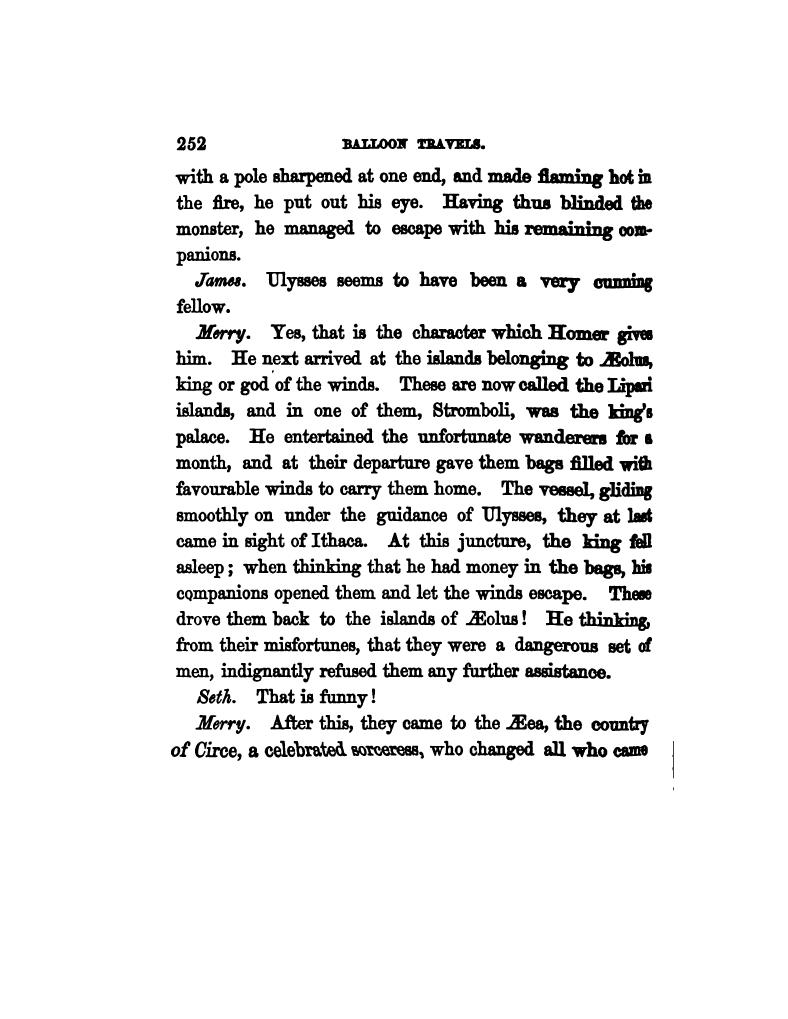 252 BALLOON TRAVELS.
with a pole sharpened at one end, and made flaming hot in
the fire, he put out his eye. Having thus blinded the
monster, he managed to escape with his remaining com-
panions.
James. Ulysses seems to have been a very cunning
fellow.
Merry. Yes, that is the character which Homer gives
him. He next arrived at the islands belonging to Æolus,
king or god of the winds. These are now called the Lipari
islands, and in one of them, Stromboli, was the king's
palace. He entertained the unfortunate wanderers for a
month, and at their departure gave them bags filled with
favourable winds to carry them home. The vessel, gliding
smoothly on under the guidance of Ulysses, they at last
came in sight of Ithaca. At this juncture, the king fell
asleep; when thinking that he had money in the bags, his
companions opened them and let the winds escape. These
drove them back to the islands of Æolus! He thinking,
from their misfortunes, that they were a dangerous set of
men, indignantly refused them any further assistance.
Seth. That is funny!
Merry. After this, they came to the Æea, the country
of Circe, a celebrated sorceress, who changed all who came